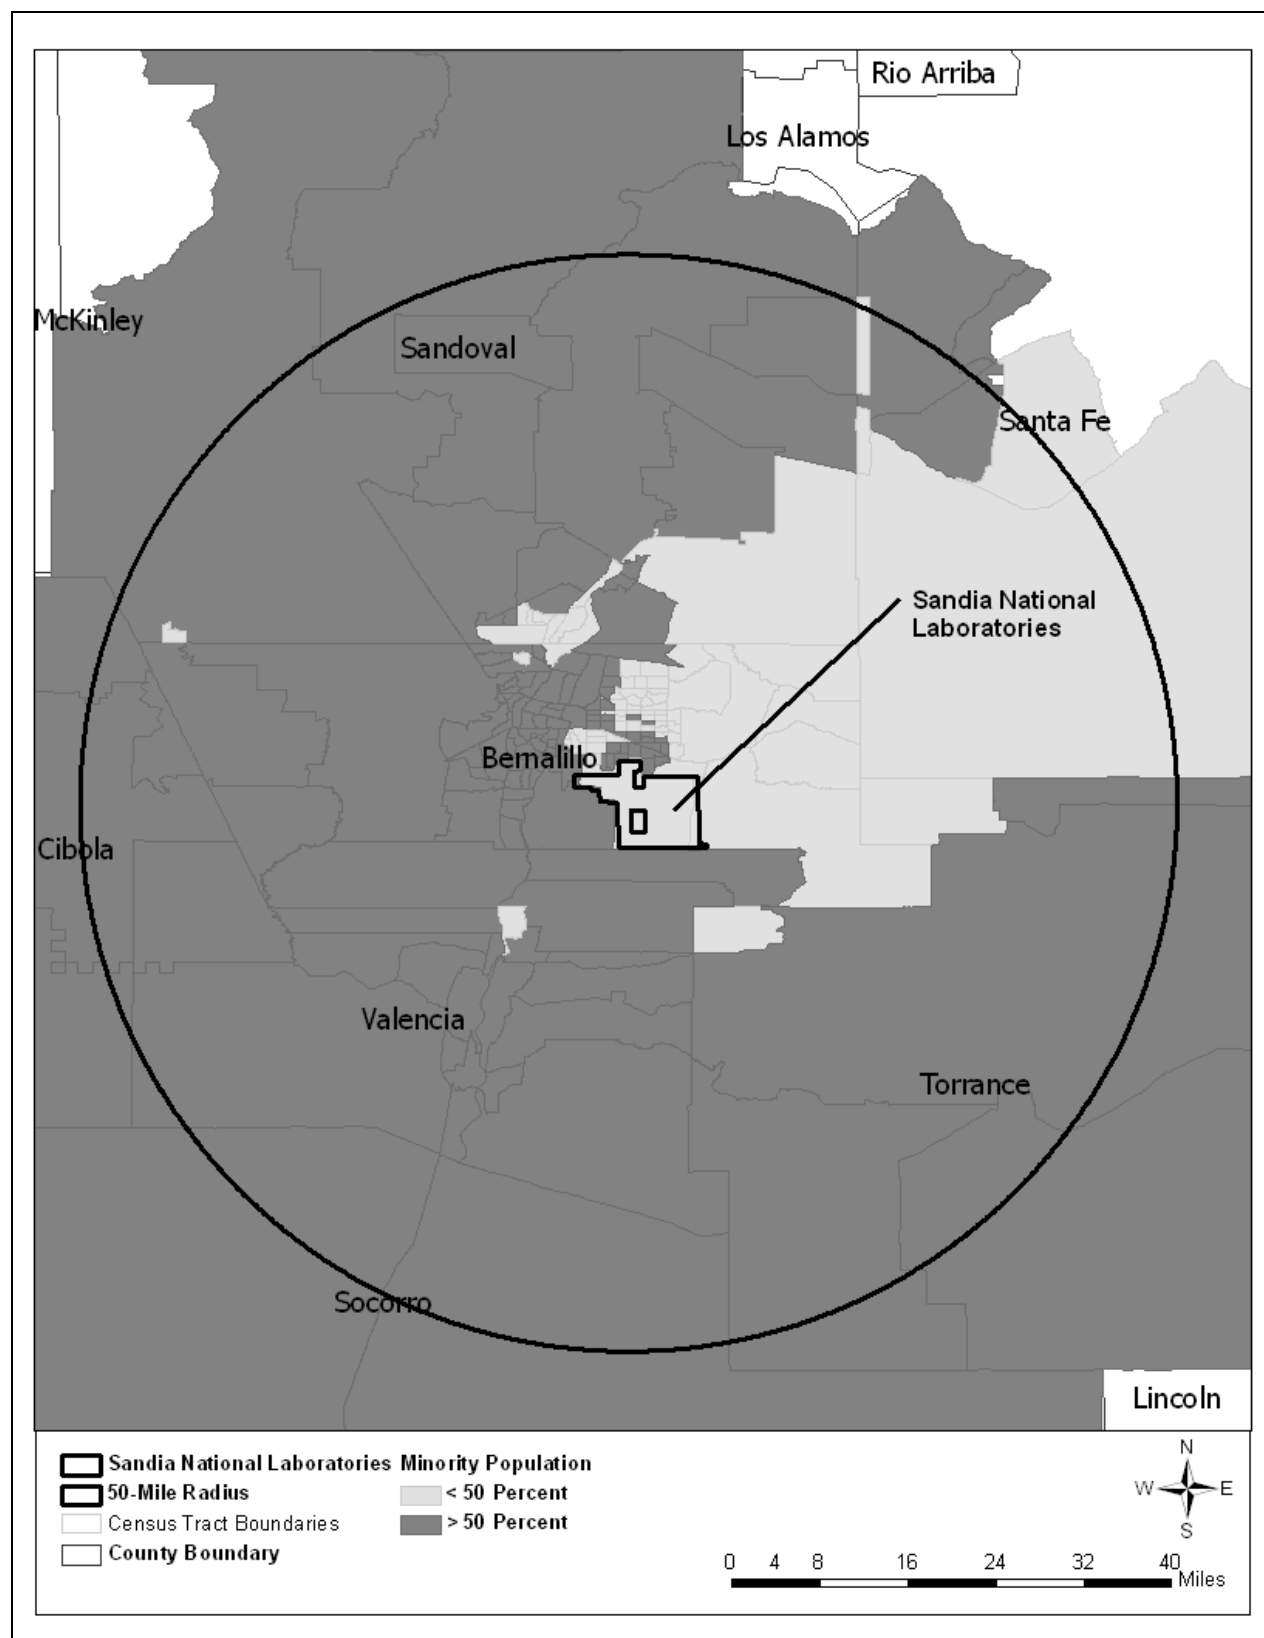 Rio Arriba
Los Alamos
McKinley
Sandoval
Santa Fe
Sandia National
Laboratories
Bernalillo
Cibola
Valencia
Torrance
Socorro
Lincoln
Sandia National Laboratories
50-Mile Radius
Census Tract Boundaries
County Boundary
Minority Population
< 50 Percent
> 50 Percent
N
W E
S
0 4 8 16 24 32 40
Miles